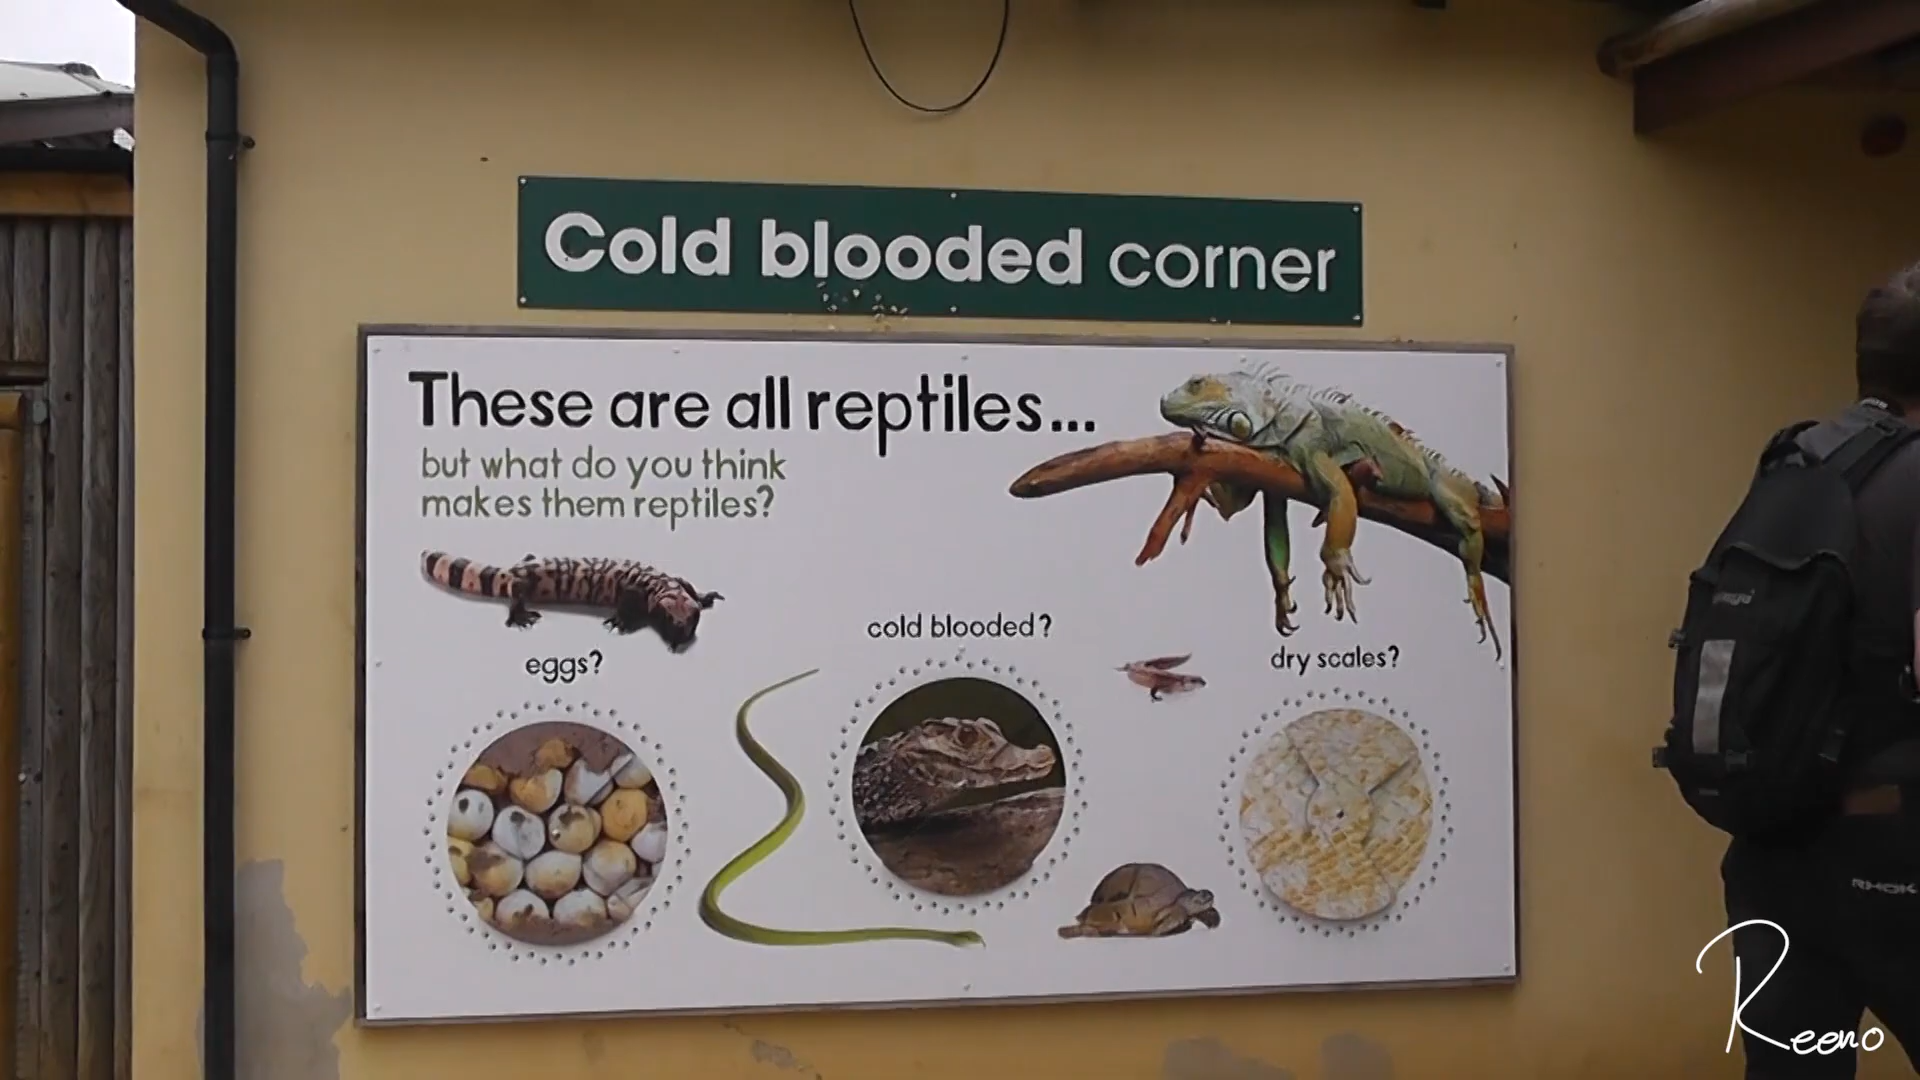 Cold blooded corner
These are all reptiles...
but what do you think
makes them reptiles?
cold blooded?
eggs?
dry scales?
RHOK
Reeno